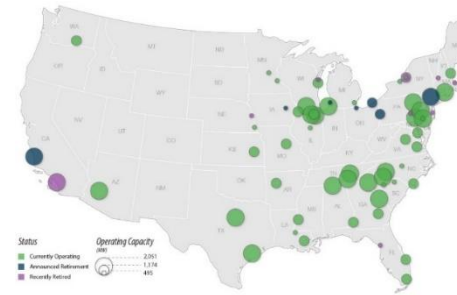 WA
MT
ND
MN
OR
ID
SD
WI
MI
NY
VT
WY
IA
PA
NE
OH
NV
UT
IL
IN
CA
CO
WV
VA
KS
MO
KY
NC
TN
AZ
NM
OK
AR
SC
MS
AL
GA
TX
LA
FL
Status
Currently Operating
Announced Retirement
Recently Retired
Operating Capacity
(MW)
2,051
1,174
495